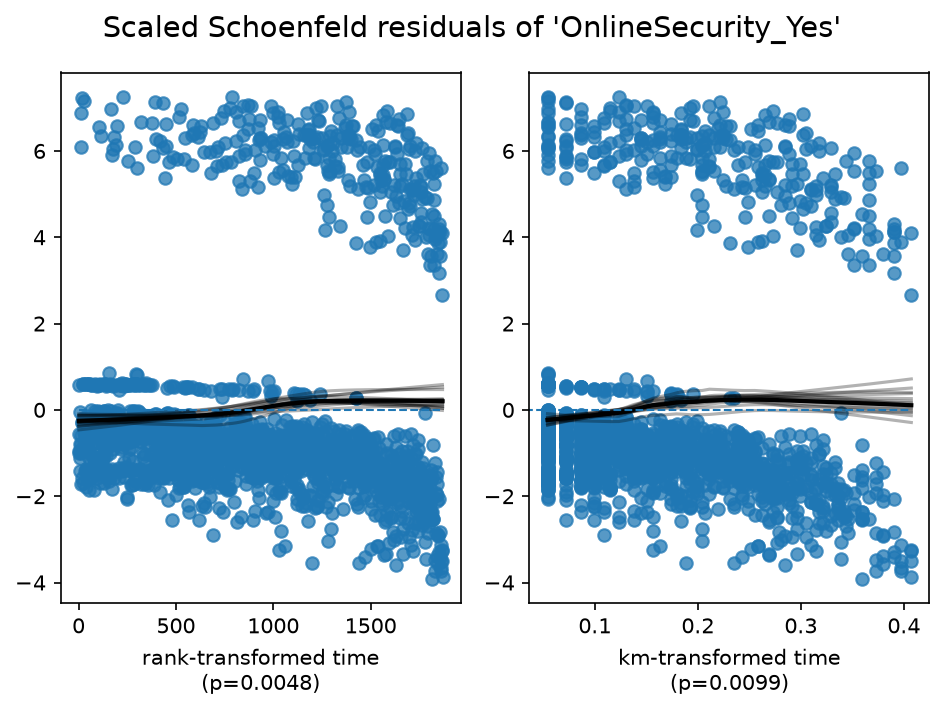 Scaled Schoenfeld residuals of 'OnlineSecurity_Yes'
6
4
2
0
−2
−4
0 500 1000 1500
rank-transformed time
(p=0.0048)
6
4
2
0
−2
−4
0.1 0.2 0.3 0.4
km-transformed time
(p=0.0099)